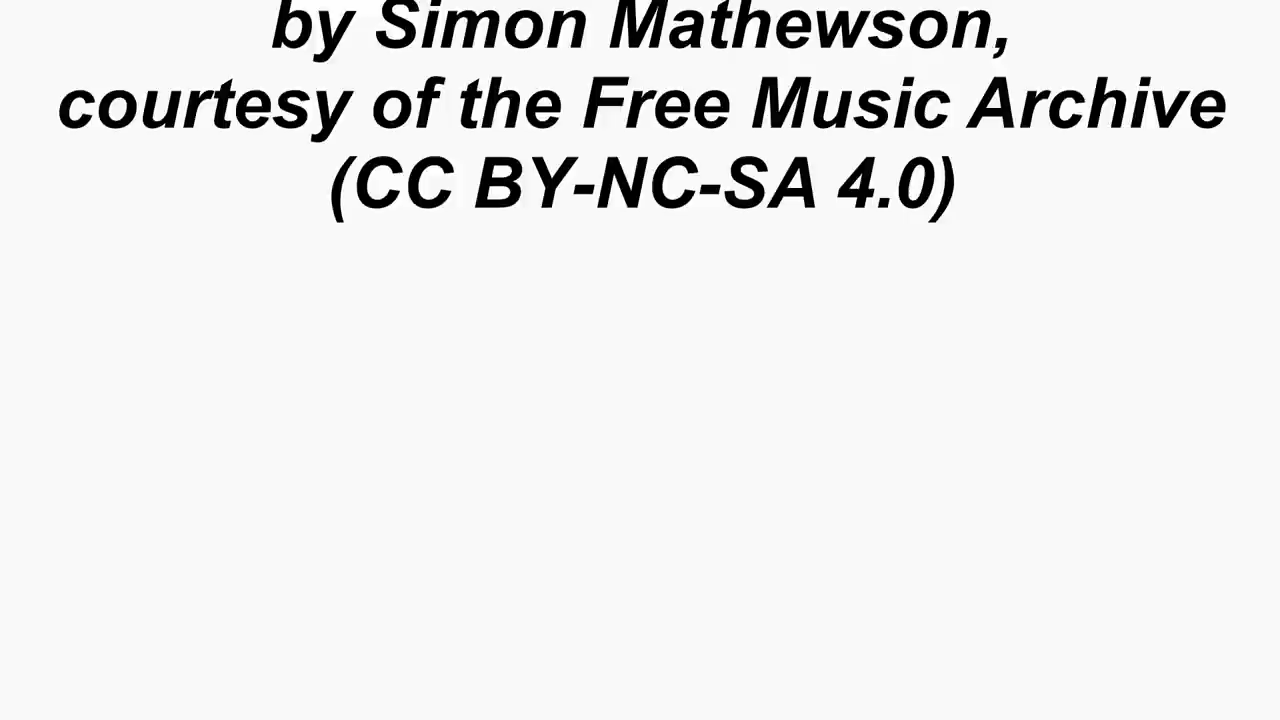 by Simon Mathewson,
courtesy of the Free Music Archive
(CC BY-NC-SA 4.0)